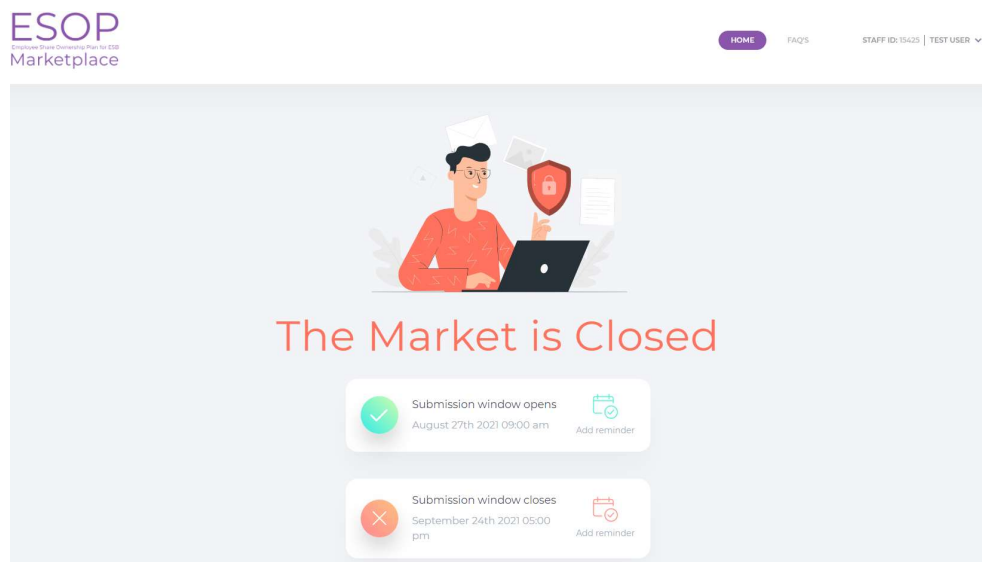 ESOP
Employee Share Ownership Plan for ESB
Marketplace
HOME
FAQ'S
STAFF ID: 15425 | TEST USER
The Market is Closed
Submission window opens
August 27th 2021 09:00 am
Add reminder
Submission window closes
September 24th 2021 05:00
pm
Add reminder